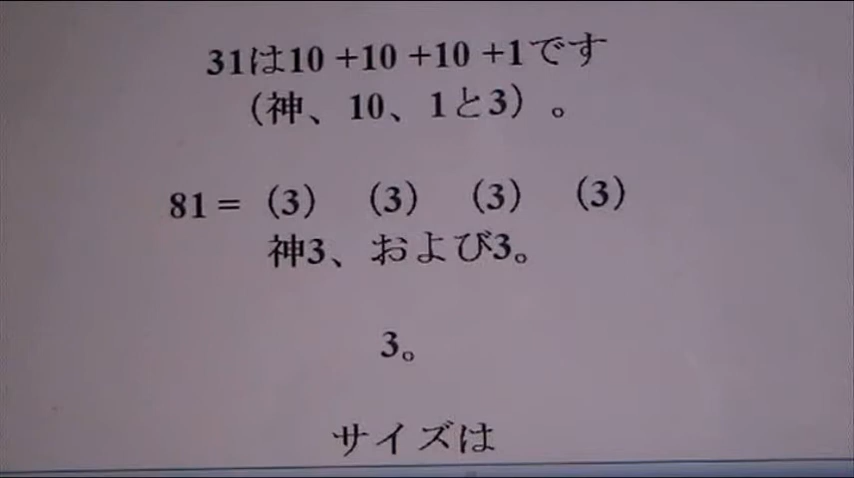 31は10 +10 +10 +1です
（神、10、1と3）。
81 =（3）（3）（3）（3）
神3、および3。
3。
サイズは